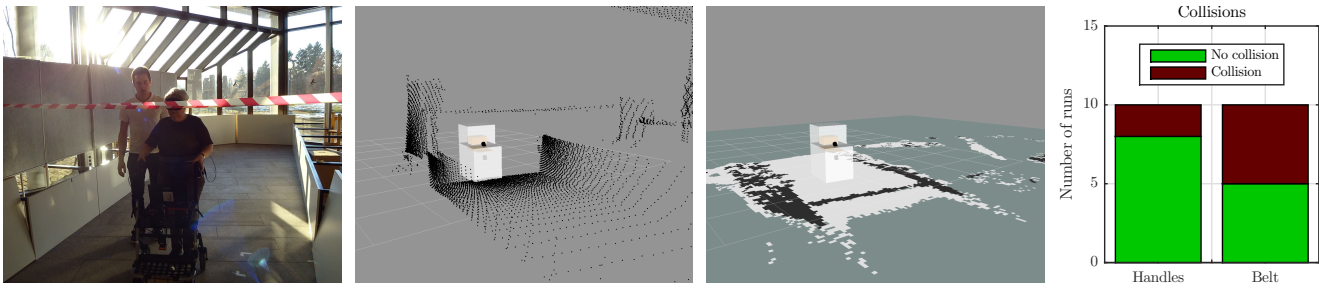 Collisions
15
No collision
Collision
10
Number of runs
5
0
Handles Belt